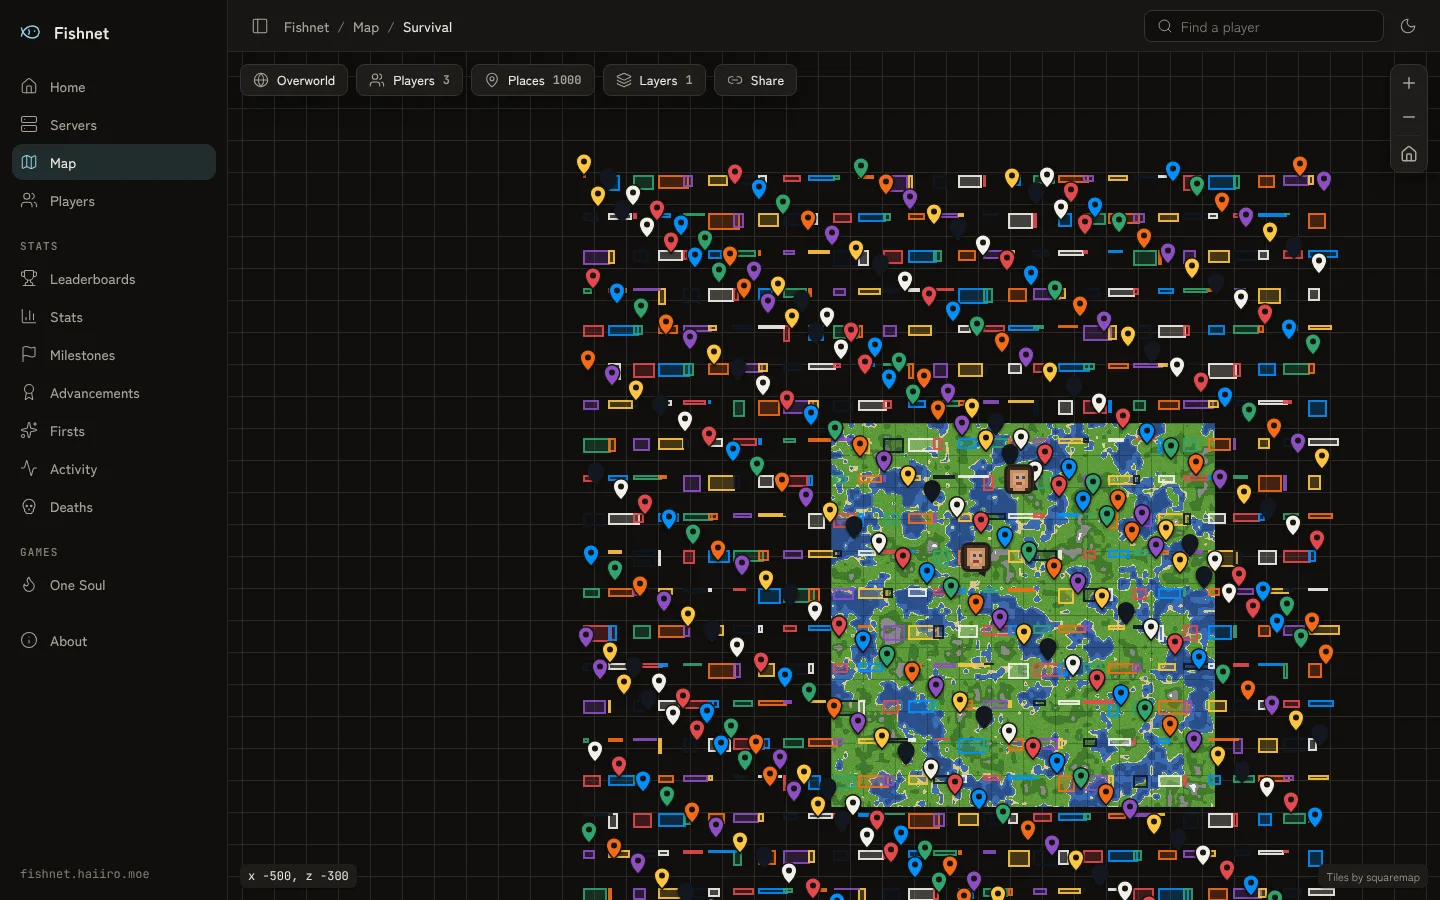 Fishnet
Fishnet / Map / Survival
Find a player
Home
Servers
Map
Players
STATS
Leaderboards
Stats
Milestones
Advancements
Firsts
Activity
Deaths
GAMES
One Soul
About
fishnet.haiiro.moe
Overworld
Players 3
Places 1000
Layers 1
Share
x -500, z -300
Tiles by squaremap